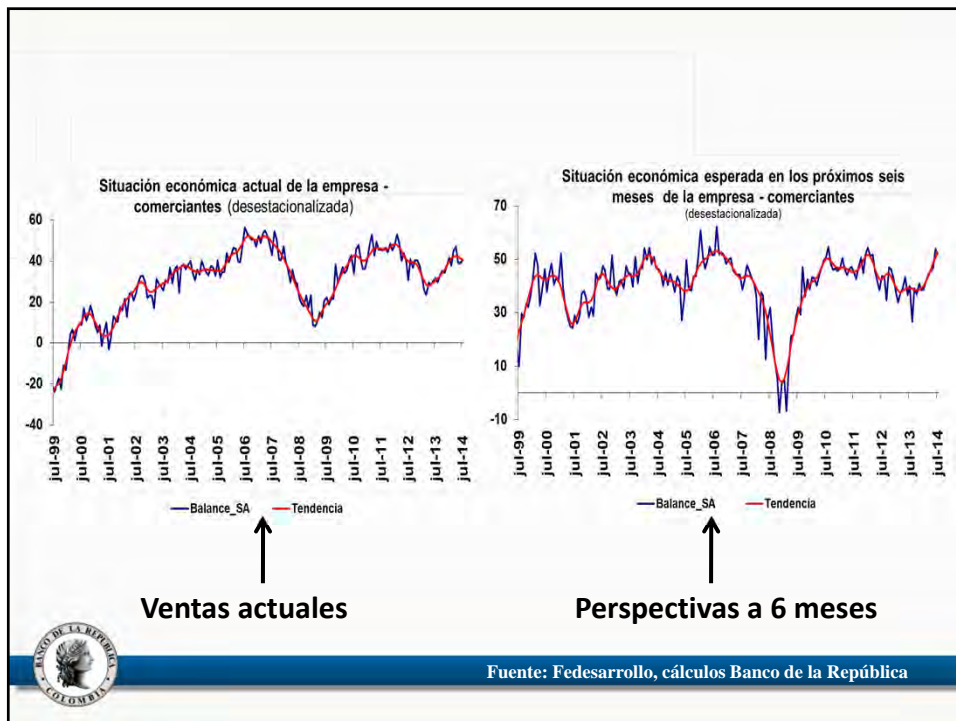 Situación económica actual de la empresa -
comerciantes (desestacionalizada)
60
40
20
0
-20
-40
jul-99
jul-00
jul-01
jul-02
jul-03
jul-04
jul-05
jul-06
jul-07
jul-08
jul-09
jul-10
jul-11
jul-12
jul-13
jul-14
Balance_SA
Tendencia
Ventas actuales
Situación económica esperada en los próximos seis
meses de la empresa - comerciantes
(desestacionalizada)
70
50
30
10
-10
jul-99
jul-00
jul-01
jul-02
jul-03
jul-04
jul-05
jul-06
jul-07
jul-08
jul-09
jul-10
jul-11
jul-12
jul-13
jul-14
Balance_SA
Tendencia
Perspectivas a 6 meses
BANCO DE LA REPUBLICA
COLOMBIA
Fuente: Fedesarrollo, cálculos Banco de la República